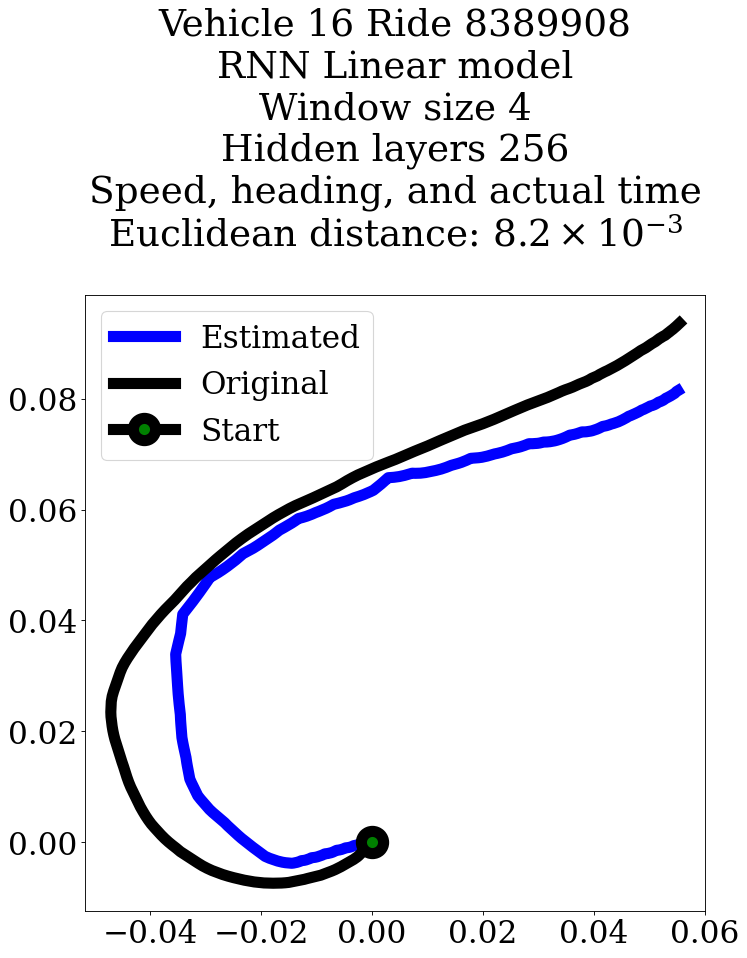 Vehicle 16 Ride 8389908
RNN Linear model
Window size 4
Hidden layers 256
Speed, heading, and actual time
Euclidean distance: 8.2 × 10⁻³
Estimated
Original
Start
0.08
0.06
0.04
0.02
0.00
−0.04 −0.02 0.00 0.02 0.04 0.06